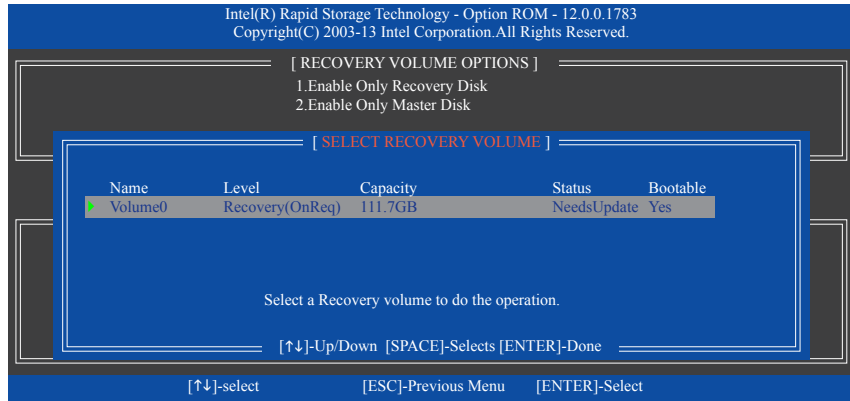 Intel(R) Rapid Storage Technology - Option ROM - 12.0.0.1783
Copyright(C) 2003-13 Intel Corporation.All Rights Reserved.
[ RECOVERY VOLUME OPTIONS ]
1.Enable Only Recovery Disk
2.Enable Only Master Disk
[ SELECT RECOVERY VOLUME ]
Name Level Capacity Status Bootable
Volume0 Recovery(OnReq) 111.7GB NeedsUpdate Yes
Select a Recovery volume to do the operation.
[↑↓]-Up/Down [SPACE]-Selects [ENTER]-Done
[↑↓]-select [ESC]-Previous Menu [ENTER]-Select